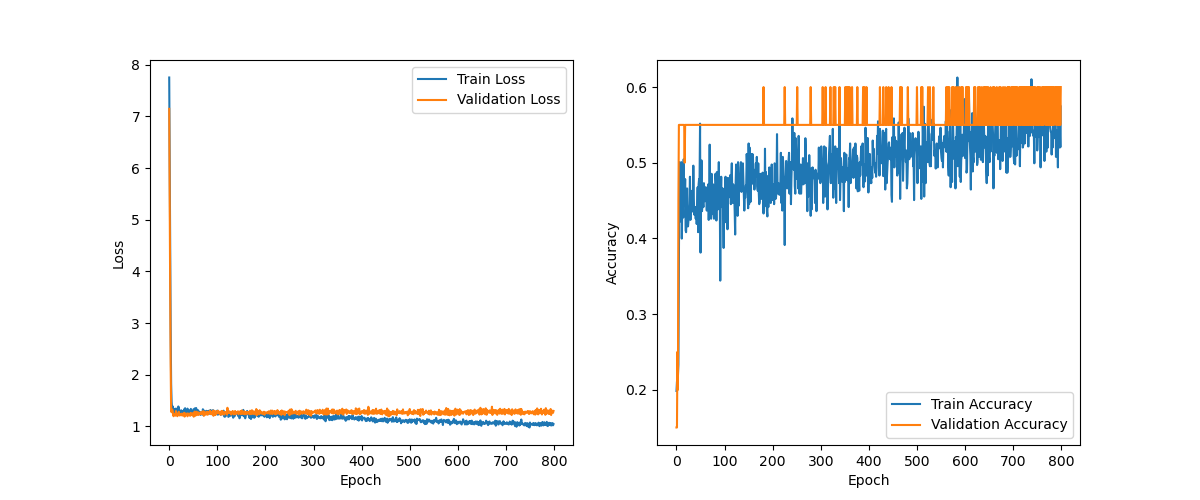 8
7
6
5
4
3
2
1
Loss
0 100 200 300 400 500 600 700 800
Epoch
Train Loss
Validation Loss
0.6
0.5
0.4
0.3
0.2
Accuracy
0 100 200 300 400 500 600 700 800
Epoch
Train Accuracy
Validation Accuracy